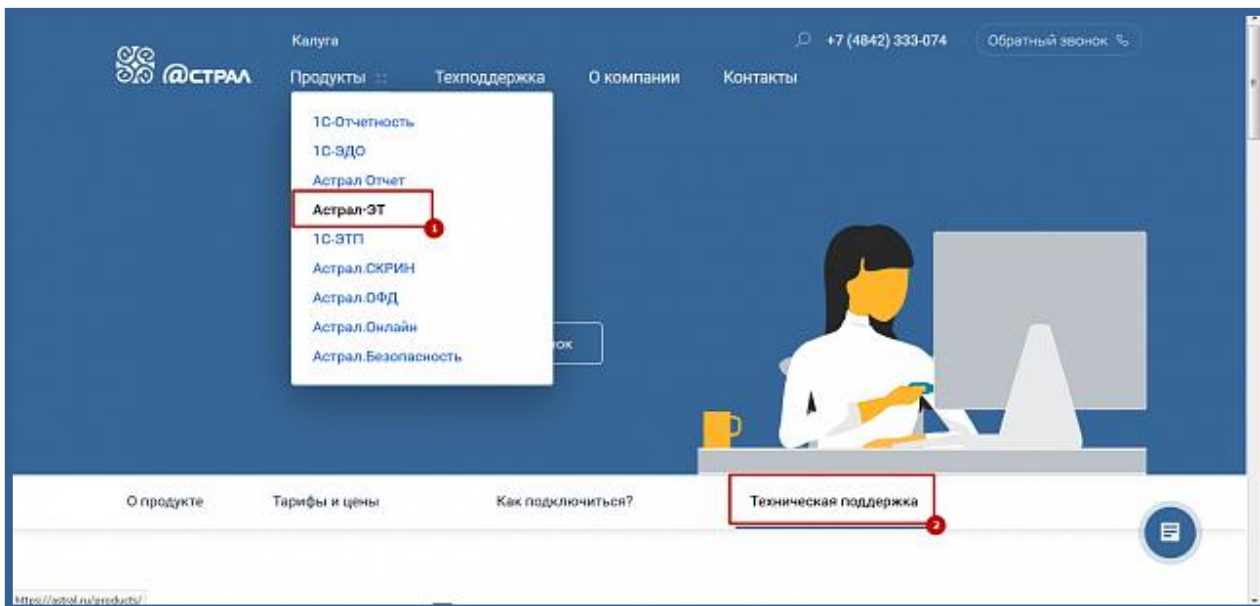 Калуга
+7 (4842) 333-074
Обратный звонок
@СТРАЛ
Продукты
Техподдержка
О компании
Контакты
1С-Отчетность
1С-ЭДО
Астрал Отчет
Астрал-ЭТ
1
1С-ЭТП
Астрал.СКРИН
Астрал.ОФД
Астрал.Онлайн
Астрал.Безопасность
О продукте
Тарифы и цены
Как подключиться?
Техническая поддержка
2
https://astral.ru/products/